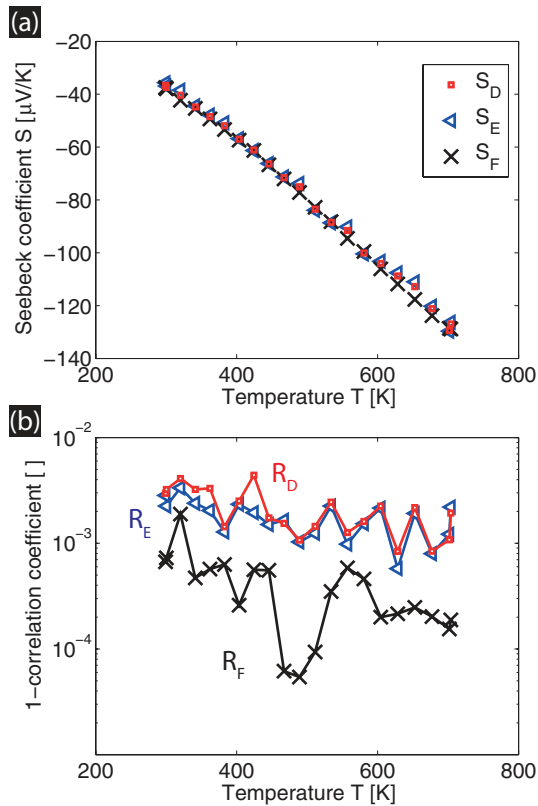 (a)
−20
−40
−60
−80
−100
−120
−140
Seebeck coefficient S [μV/K]
S_D
S_E
S_F
200 400 600 800
Temperature T [K]
(b)
10^−2
10^−3
10^−4
1−correlation coefficient [ ]
R_D
R_E
R_F
200 400 600 800
Temperature T [K]